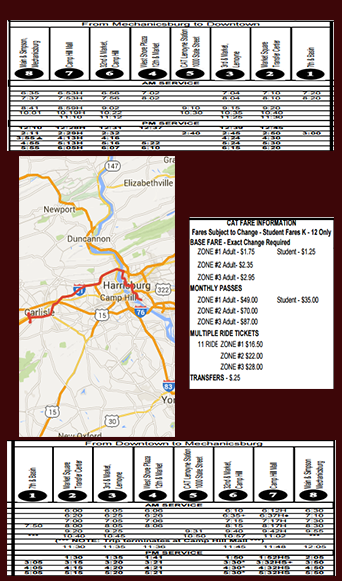 From Mechanicsburg to Downtown
Main & Simpson, Mechanicsburg
Camp Hill Mall
32nd & Market, Camp Hill
West Shore Plaza 12th & Market
CAT Lemoyne Station 1000 State Street
3rd & Market, Lemoyne
Market Square Transfer Center
7th & Basin
8 7 6 4 5 3 2 1
AM SERVICE
6:35 6:53H 6:56 7:02 7:04 7:10 7:20
7:37 7:53H 7:56 8:02 8:04 8:10 8:20
8:41 8:59H 9:02 9:10 9:15 9:20
10:01 10:19H 10:22 10:30 10:35 10:40
11:10 11:12 11:25 11:30
PM SERVICE
12:10 12:28H 12:31 12:37 12:39 12:45
2:11 2:29H 2:32 2:40 2:45 2:50 3:00
3:55 4:13H 4:16 4:24 4:30
4:55 5:13H 5:16 5:22 5:24 5:30
5:55 6:05H 6:07 6:10 6:15 6:20
147
Elizabethville
Newport
Duncannon
Harrisburg
322
Camp Hill
Carlisle
76
15
83
15
30
New Oxford
CAT FARE INFORMATION
Fares Subject to Change - Student Fares K - 12 Only
BASE FARE - Exact Change Required
ZONE #1 Adult - $1.75 Student - $1.25
ZONE #2 Adult- $2.35
ZONE #3 Adult - $2.95
MONTHLY PASSES
ZONE #1 Adult - $49.00 Student - $35.00
ZONE #2 Adult - $70.00
ZONE #3 Adult - $87.00
MULTIPLE RIDE TICKETS
11 RIDE ZONE #1 $16.50
ZONE #2 $22.00
ZONE #3 $28.00
TRANSFERS - $.25
From Downtown to Mechanicsburg
7th & Basin
Market Square Transfer Center
3rd & Market, Lemoyne
West Shore Plaza 12th & Market
CAT Lemoyne Station 1000 State Street
32nd & Market, Camp Hill
Camp Hill Mall
Main & Simpson Mechanicsburg
1 2 3 4 5 6 7 8
AM SERVICE
6:00 6:05 6:06 6:10 6:12H 6:30
6:20 6:25 6:26 6:35
7:00 7:05 7:06 7:15 7:17H 7:30
7:50 8:00 8:05 8:06 8:15 8:17H 8:30
9:20 9:25 9:31 9:40 9:42H 9:55
10:40 10:45 10:50 10:57 11:02 ***
(*** NOTE: Trip terminates at Camp Hill Mall ***)
11:30 11:35 11:36 11:45 11:48 12:05
PM SERVICE
1:30 1:35 1:41 1:50 1:52HS 2:05
3:05 3:15 3:20 3:21 3:30* 3:32HS* 3:50
4:05 4:15 4:20 4:21 4:30* 4:32HS 4:50
5:05 5:15 5:20 5:21 5:30* 5:32HS 5:50